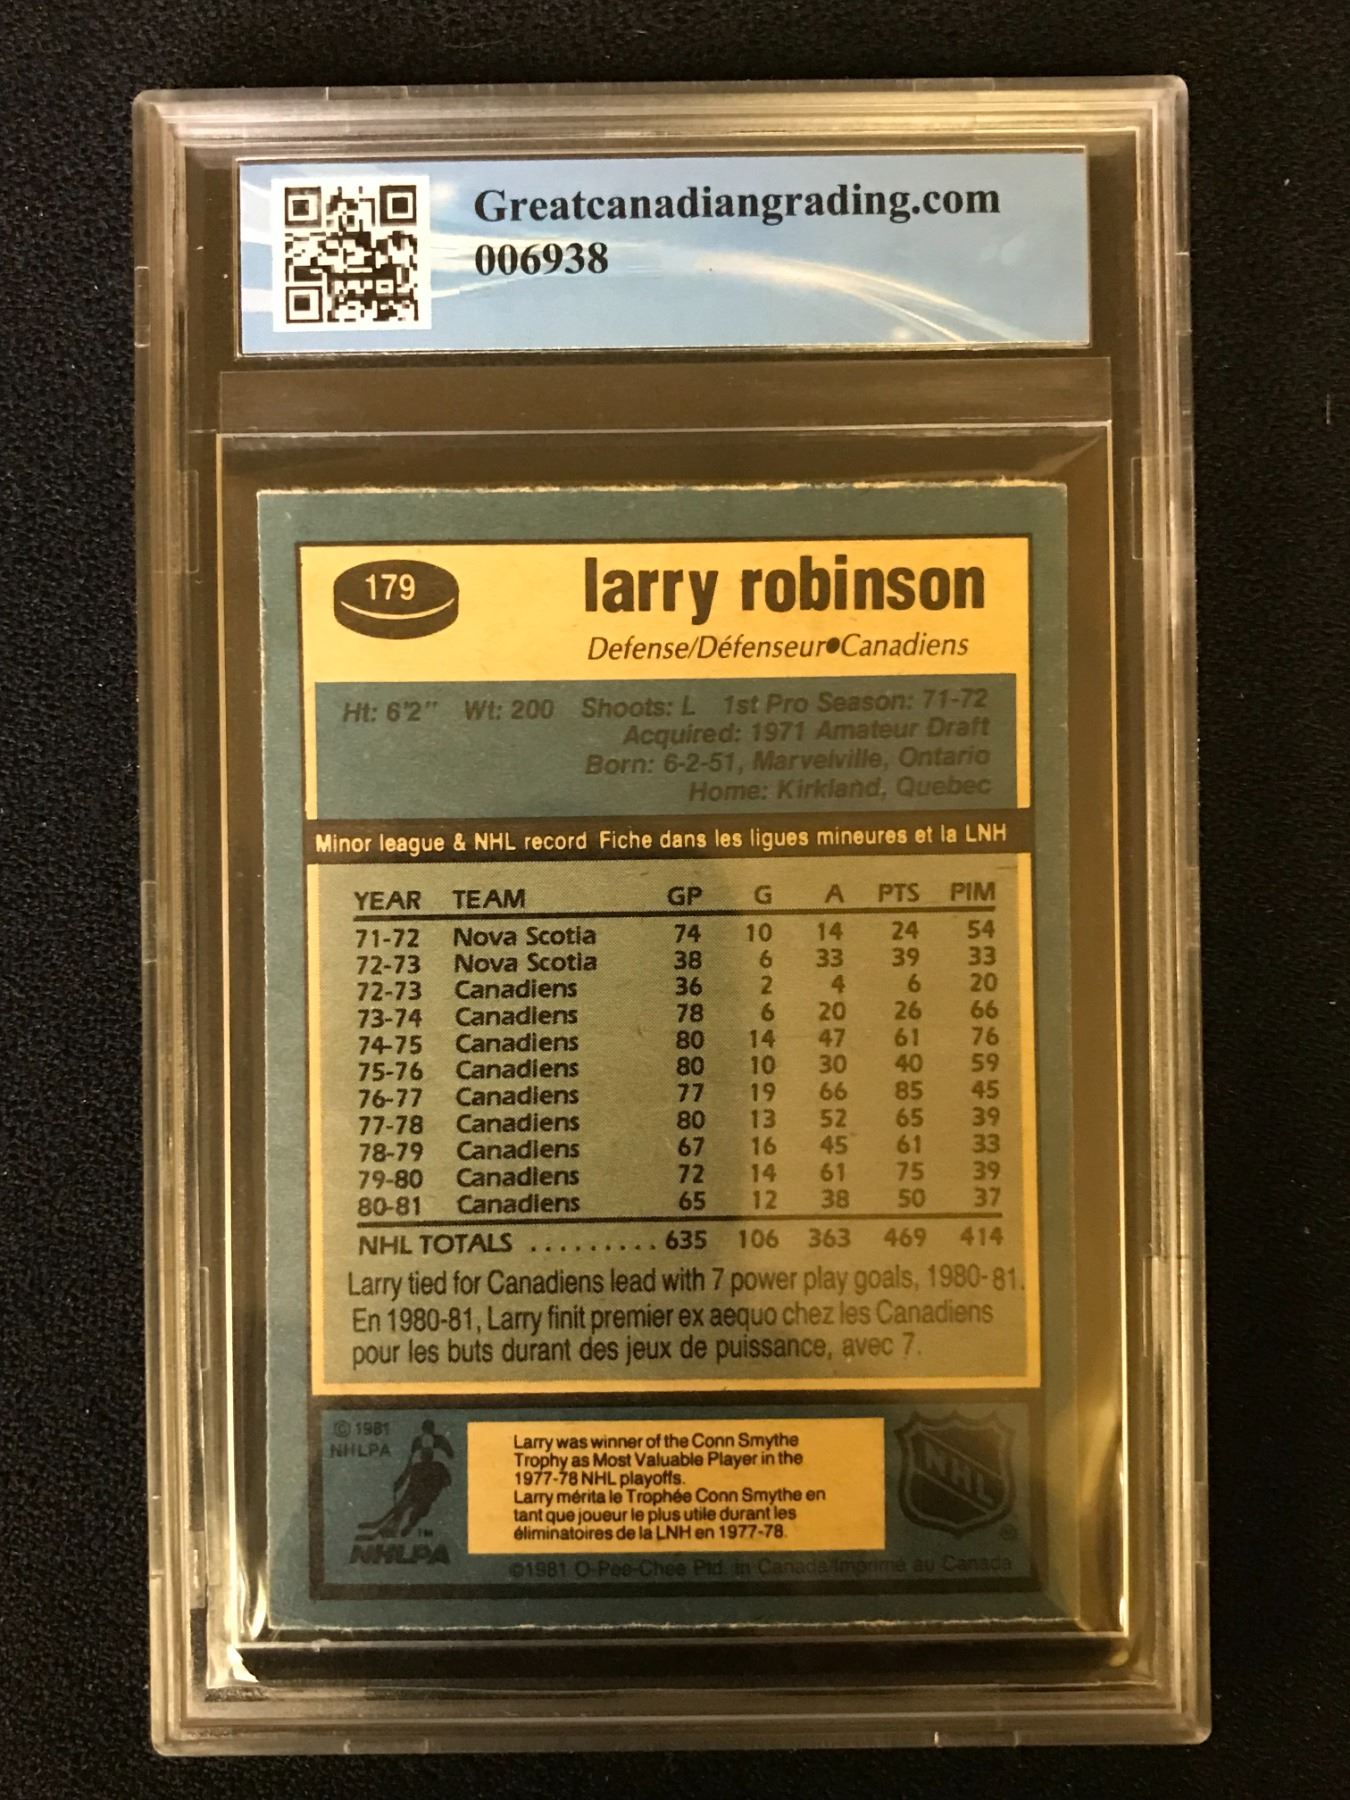 Greatcanadiangrading.com
006938
179
larry robinson
Defense/Défenseur●Canadiens
Ht: 6'2" Wt: 200 Shoots: L 1st Pro Season: 71-72
Acquired: 1971 Amateur Draft
Born: 6-2-51, Marvelville, Ontario
Home: Kirkland, Quebec
Minor league & NHL record Fiche dans les ligues mineures et la LNH
YEAR TEAM GP G A PTS PIM
71-72 Nova Scotia 74 10 14 24 54
72-73 Nova Scotia 38 6 33 39 33
72-73 Canadiens 36 2 4 6 20
73-74 Canadiens 78 6 20 26 66
74-75 Canadiens 80 14 47 61 76
75-76 Canadiens 80 10 30 40 59
76-77 Canadiens 77 19 66 85 45
77-78 Canadiens 80 13 52 65 39
78-79 Canadiens 67 16 45 61 33
79-80 Canadiens 72 14 61 75 39
80-81 Canadiens 65 12 38 50 37
NHL TOTALS ......... 635 106 363 469 414
Larry tied for Canadiens lead with 7 power play goals, 1980-81.
En 1980-81, Larry finit premier ex aequo chez les Canadiens
pour les buts durant des jeux de puissance, avec 7.
© 1981
NHLPA
TM
NHLPA
Larry was winner of the Conn Smythe
Trophy as Most Valuable Player in the
1977-78 NHL playoffs.
Larry mérita le Trophée Conn Smythe en
tant que joueur le plus utile durant les
éliminatoires de la LNH en 1977-78.
NHL
®
©1981 O-Pee-Chee Ptd. in Canada/Imprimé au Canada